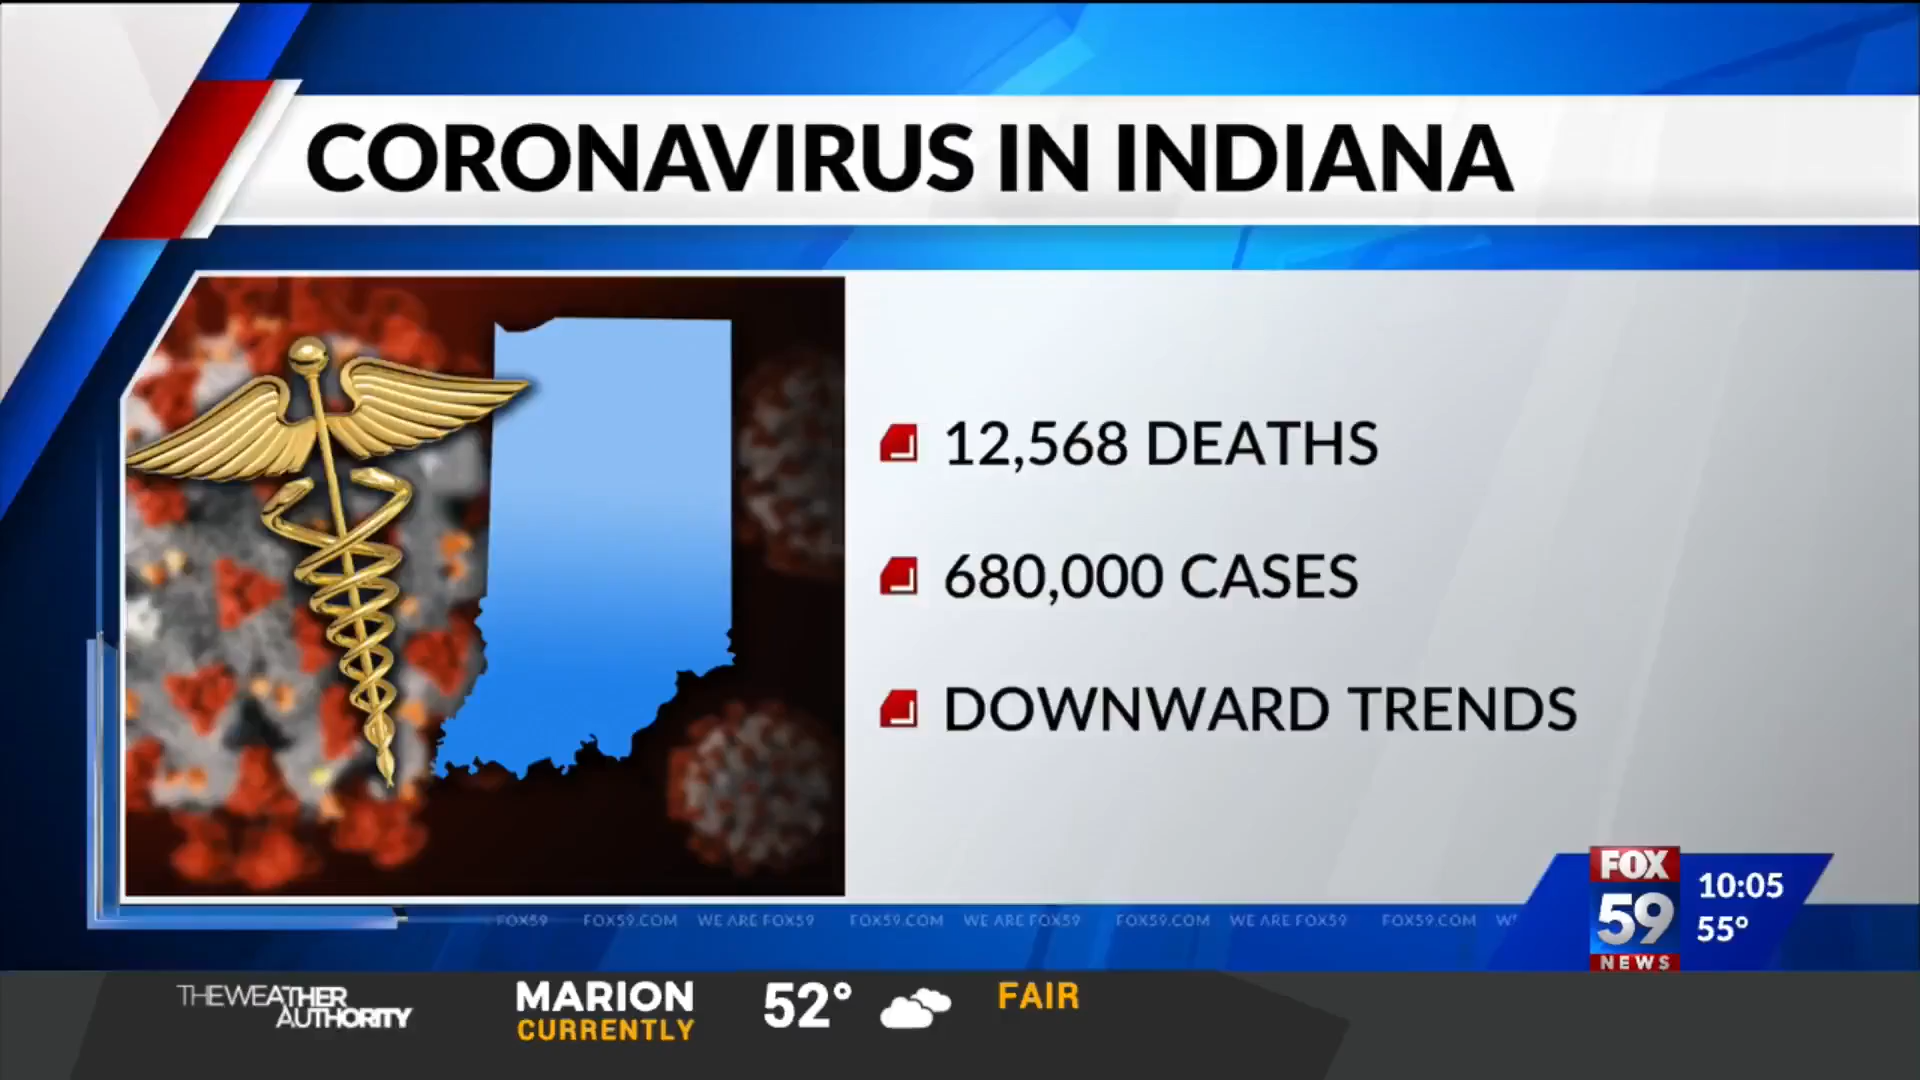 CORONAVIRUS IN INDIANA
12,568 DEATHS
680,000 CASES
DOWNWARD TRENDS
FOX
59
NEWS
10:05
55°
FOX59 FOX59.COM WE ARE FOX59 FOX59.COM WE ARE FOX59 FOX59.COM WE ARE FOX59 FOX59.COM
THE WEATHER
AUTHORITY
MARION
CURRENTLY
52°
FAIR